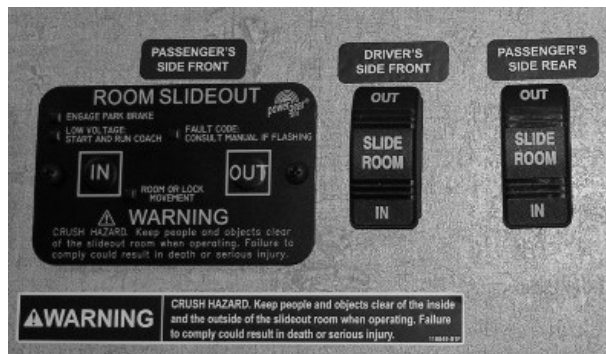 PASSENGER'S
SIDE FRONT
DRIVER'S
SIDE FRONT
PASSENGER'S
SIDE REAR
ROOM SLIDEOUT
power gear
ENGAGE PARK BRAKE
LOW VOLTAGE:
START AND RUN COACH
FAULT CODE:
CONSULT MANUAL IF FLASHING
IN
OUT
ROOM OR LOCK
MOVEMENT
WARNING
CRUSH HAZARD. Keep people and objects clear
of the slideout room when operating. Failure to
comply could result in death or serious injury.
OUT
SLIDE
ROOM
IN
OUT
SLIDE
ROOM
IN
WARNING
CRUSH HAZARD. Keep people and objects clear of the inside
and the outside of the slideout room when operating. Failure
to comply could result in death or serious injury.